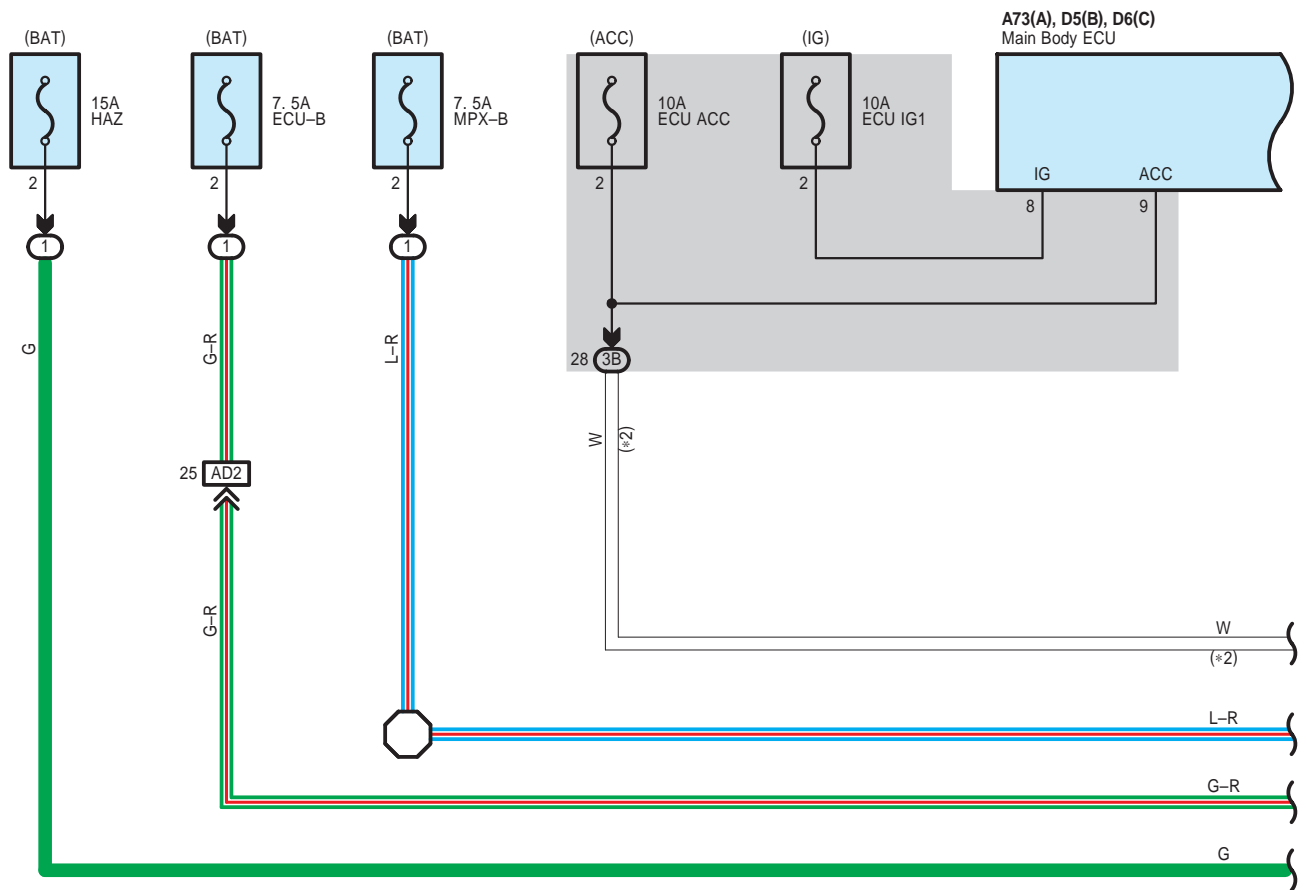 A73(A), D5(B), D6(C)
Main Body ECU
(BAT)
(BAT)
(BAT)
(ACC)
(IG)
15A
HAZ
7. 5A
ECU–B
7. 5A
MPX–B
10A
ECU ACC
10A
ECU IG1
IG
ACC
2
2
2
2
2
8
9
1
1
1
G
G–R
L–R
28
3B
W
(*2)
25
AD2
G–R
W
(*2)
L–R
G–R
G